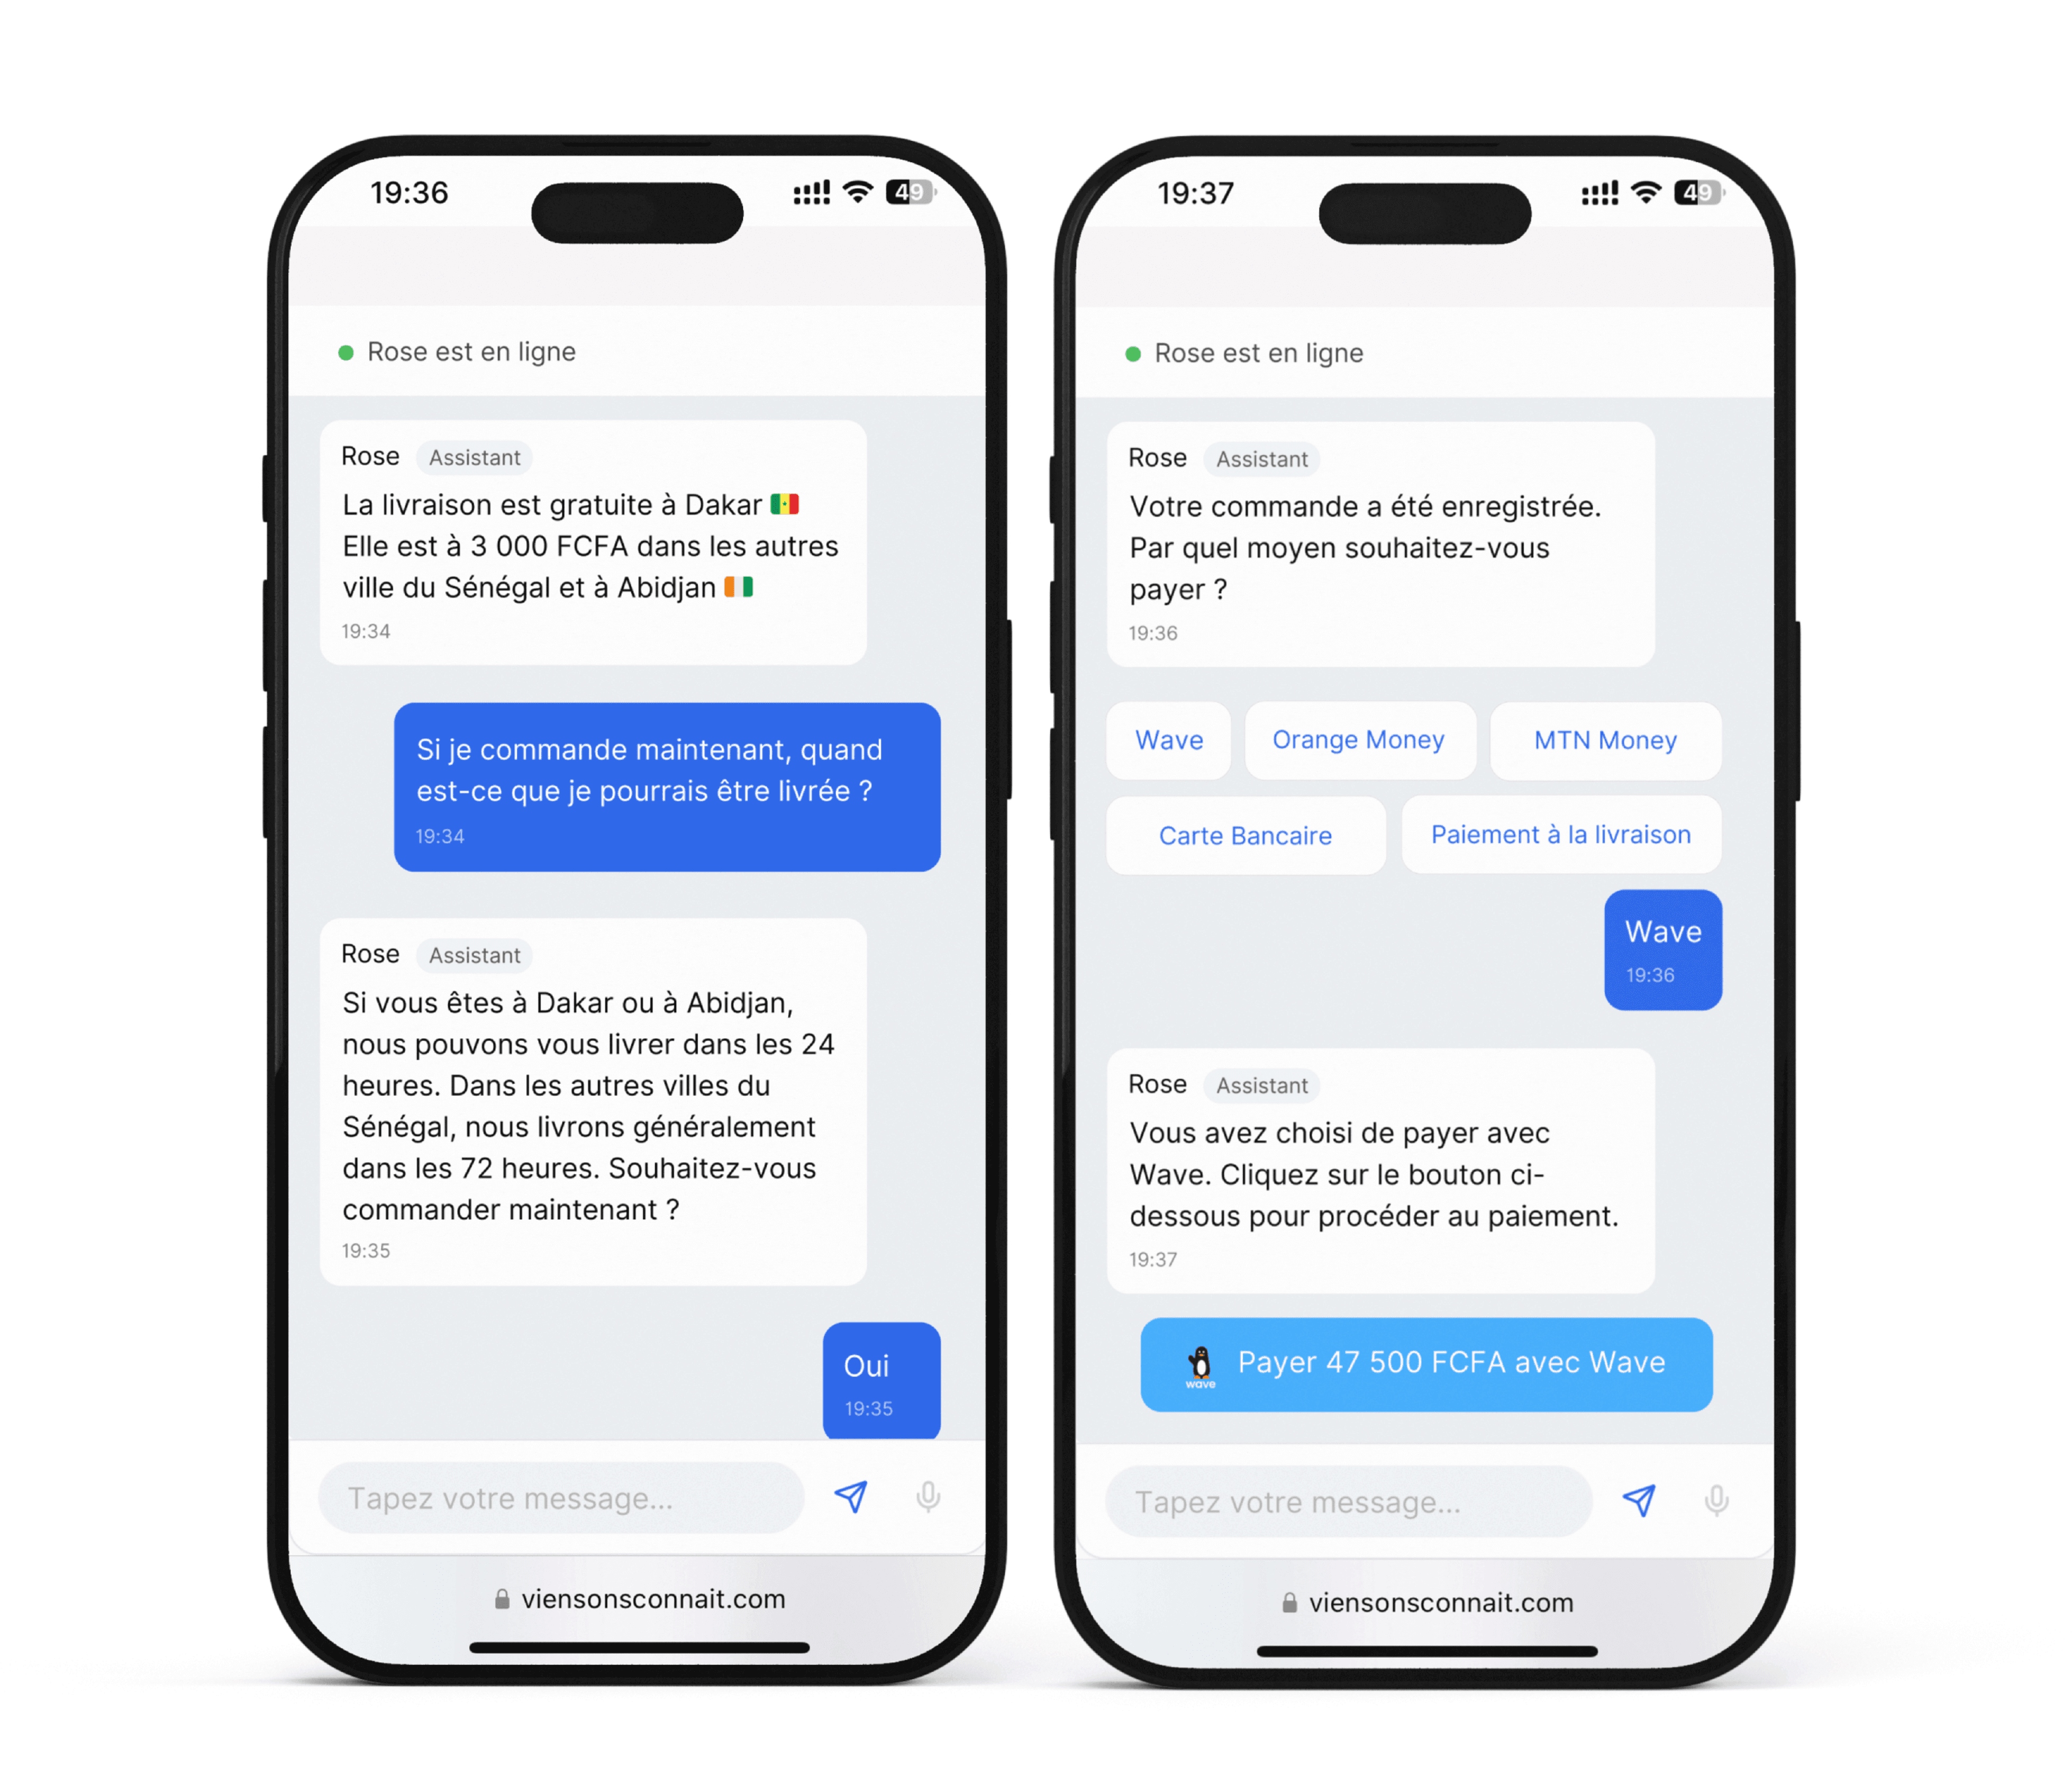 19:36
49
Rose est en ligne
Rose Assistant
La livraison est gratuite à Dakar 🇸🇳
Elle est à 3 000 FCFA dans les autres
ville du Sénégal et à Abidjan 🇨🇮
19:34
Si je commande maintenant, quand
est-ce que je pourrais être livrée ?
19:34
Rose Assistant
Si vous êtes à Dakar ou à Abidjan,
nous pouvons vous livrer dans les 24
heures. Dans les autres villes du
Sénégal, nous livrons généralement
dans les 72 heures. Souhaitez-vous
commander maintenant ?
19:35
Oui
19:35
Tapez votre message...
viensonsconnait.com
19:37
49
Rose est en ligne
Rose Assistant
Votre commande a été enregistrée.
Par quel moyen souhaitez-vous
payer ?
19:36
Wave Orange Money MTN Money
Carte Bancaire Paiement à la livraison
Wave
19:36
Rose Assistant
Vous avez choisi de payer avec
Wave. Cliquez sur le bouton ci-
dessous pour procéder au paiement.
19:37
wave Payer 47 500 FCFA avec Wave
Tapez votre message...
viensonsconnait.com